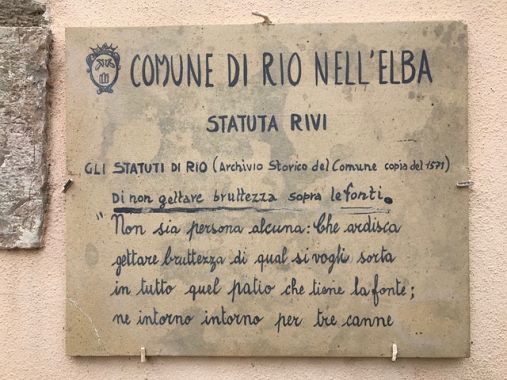 COMUNE DI RIO NELL'ELBA
STATUTA RIVI
GLI STATUTI DI RIO (Archivio Storico del Comune copia del 1571)
Di non gettare bruttezza sopra le fonti.
"Non sia persona alcuna: Che ardisca
gettare bruttezza di qual si vogli sorta
in tutto quel patio che tiene la fonte;
ne intorno intorno per tre canne